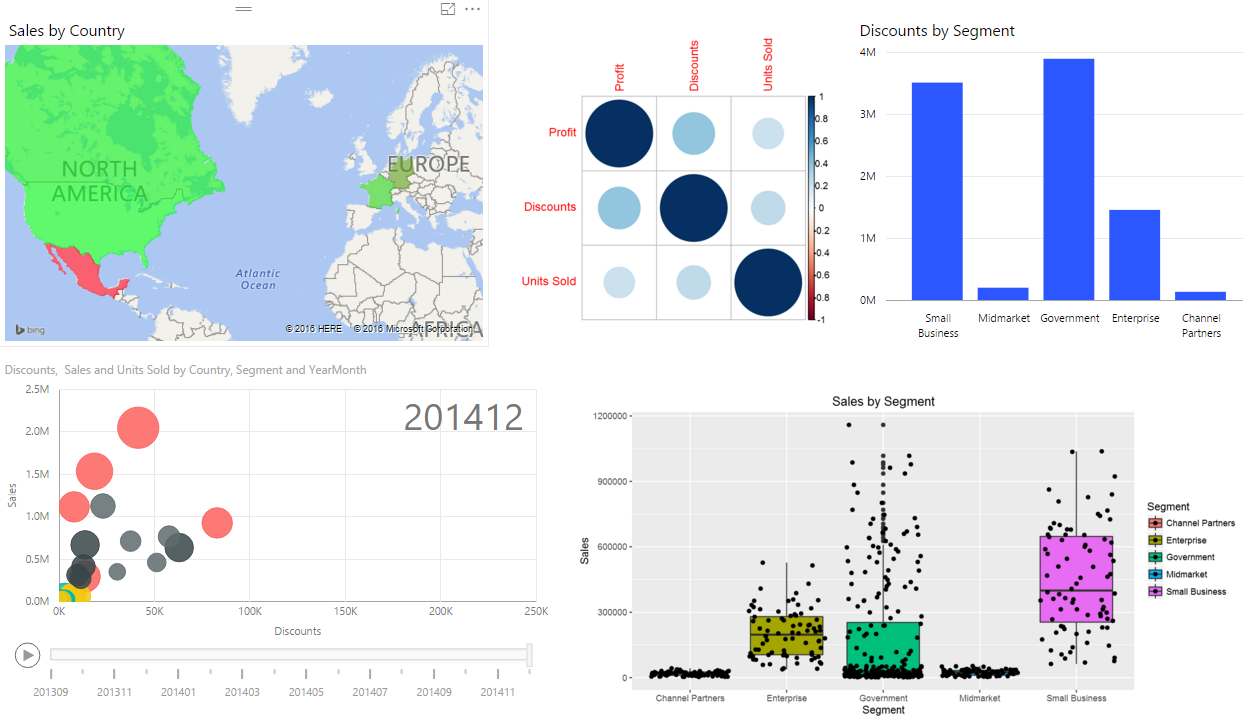 Sales by Country
NORTH
AMERICA
EUROPE
Atlantic
Ocean
AFRICA
bing
© 2016 HERE © 2016 Microsoft Corporation
Profit
Discounts
Units Sold
Profit
Discounts
Units Sold
1
0.8
0.6
0.4
0.2
0
-0.2
-0.4
-0.6
-0.8
-1
Discounts by Segment
4M
3M
2M
1M
0M
Small
Business
Midmarket
Government
Enterprise
Channel
Partners
Discounts, Sales and Units Sold by Country, Segment and YearMonth
201412
2.5M
2.0M
1.5M
1.0M
0.5M
0.0M
Sales
0K 50K 100K 150K 200K 250K
Discounts
201309 201311 201401 201403 201405 201407 201409 201411
Sales by Segment
1200000
900000
600000
300000
0
Sales
Channel Partners Enterprise Government Midmarket Small Business
Segment
Segment
Channel Partners
Enterprise
Government
Midmarket
Small Business